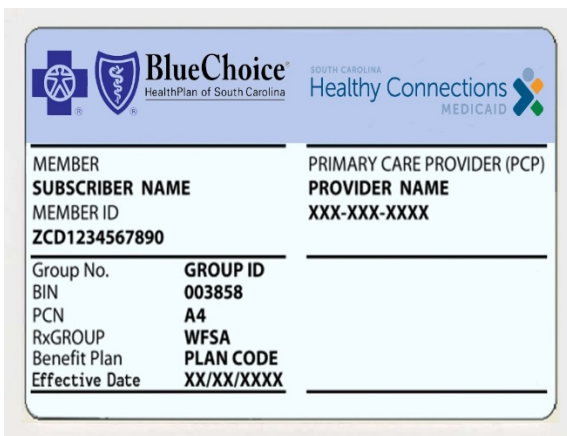 BlueChoice®
HealthPlan of South Carolina
SOUTH CAROLINA
Healthy Connections
MEDICAID
MEMBER
SUBSCRIBER NAME
MEMBER ID
ZCD1234567890
PRIMARY CARE PROVIDER (PCP)
PROVIDER NAME
XXX-XXX-XXXX
Group No. GROUP ID
BIN 003858
PCN A4
RxGROUP WFSA
Benefit Plan PLAN CODE
Effective Date XX/XX/XXXX